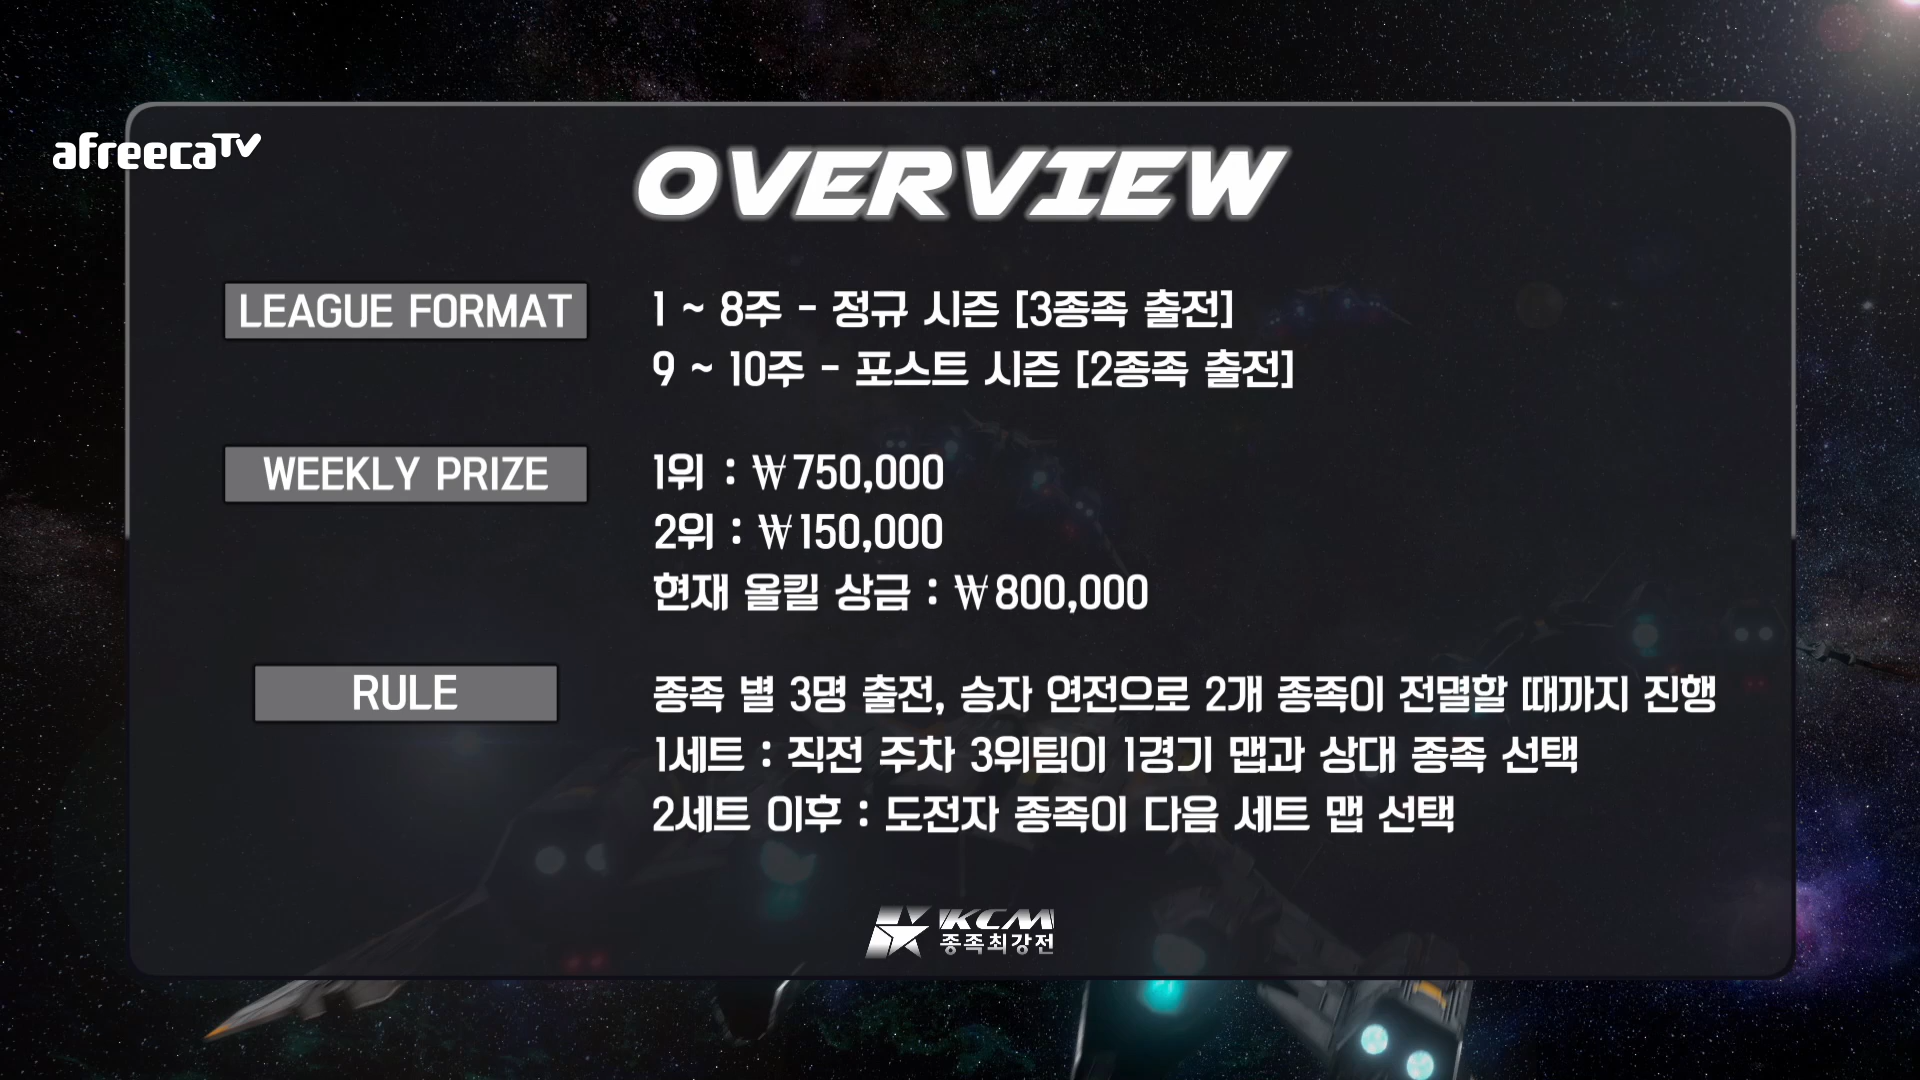 afreecaTV
OVERVIEW
LEAGUE FORMAT
1 ~ 8주 - 정규 시즌 [3종족 출전]
9 ~ 10주 - 포스트 시즌 [2종족 출전]
WEEKLY PRIZE
1위 : ₩750,000
2위 : ₩150,000
현재 올킬 상금 : ₩800,000
RULE
종족 별 3명 출전, 승자 연전으로 2개 종족이 전멸할 때까지 진행
1세트 : 직전 주차 3위팀이 1경기 맵과 상대 종족 선택
2세트 이후 : 도전자 종족이 다음 세트 맵 선택
KCM
종족최강전